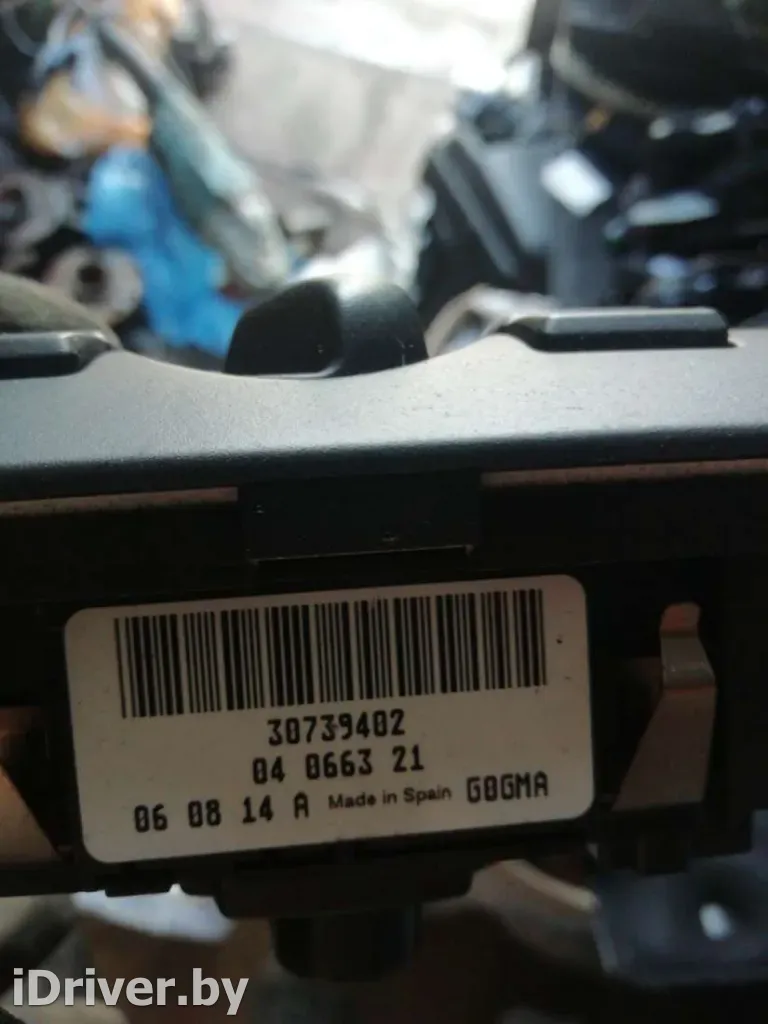 30739402
04 0663 21
06 08 14 A Made in Spain G0GMA
iDriver.by